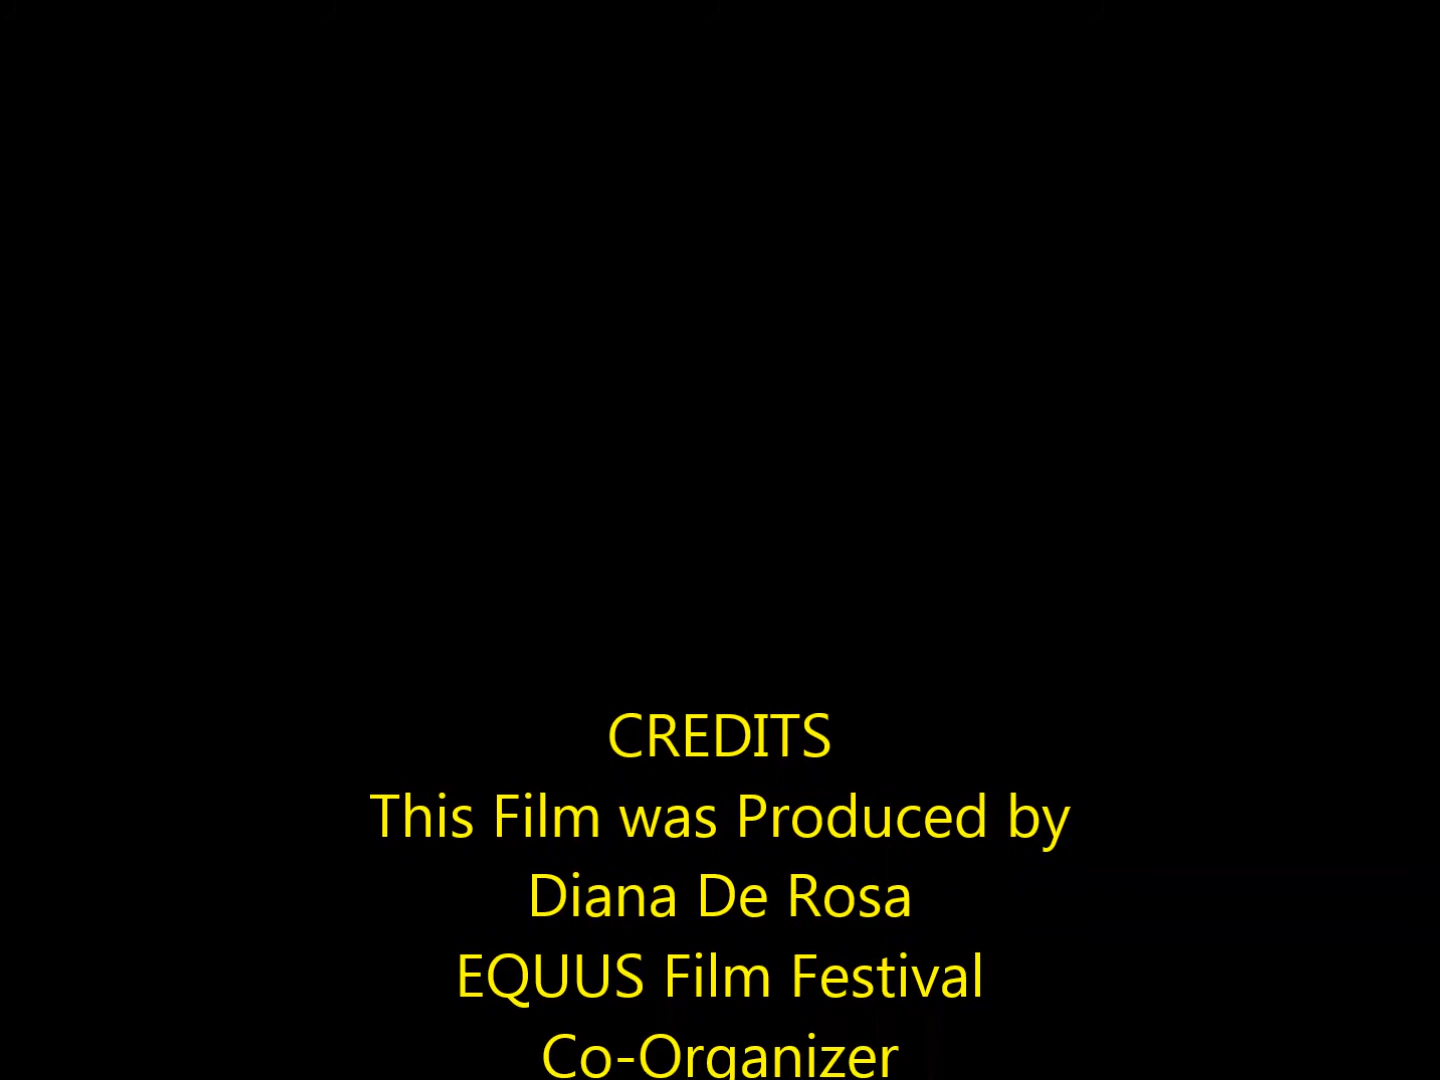 CREDITS
This Film was Produced by
Diana De Rosa
EQUUS Film Festival
Co-Organizer